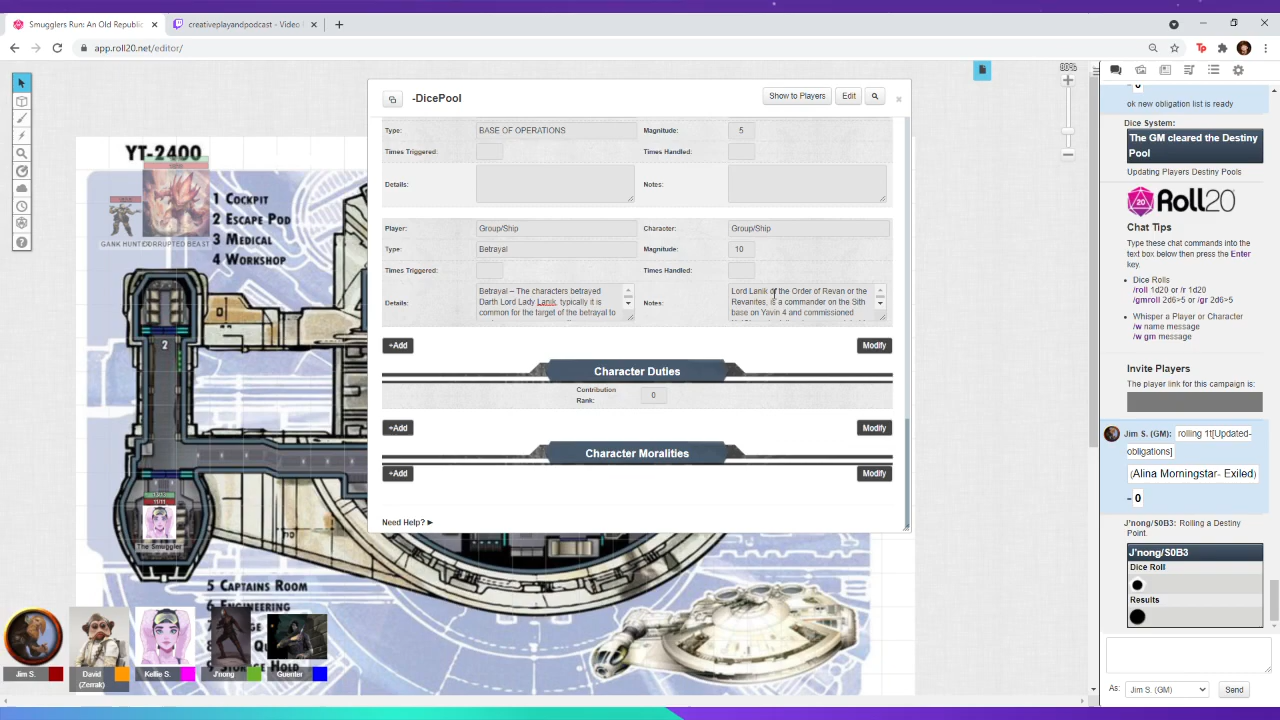 Smugglers Run: An Old Republic
creativeplayandpodcast - Video
app.roll20.net/editor/
80%
YT-2400
1 Cockpit
2 Escape Pod
3 Medical
4 Workshop
2
5 Captains Room
The Smuggler
-DicePool
Show to Players
Edit
Type:
BASE OF OPERATIONS
Magnitude:
5
Times Triggered:
Times Handled:
Details:
Notes:
Player:
Group/Ship
Character:
Group/Ship
Type:
Betrayal
Magnitude:
10
Times Triggered:
Times Handled:
Details:
Betrayal – The characters betrayed
Darth Lord Lady Lanik, typically it is
common for the target of the betrayal to
Notes:
Lord Lanik of the Order of Revan or the
Revanites, is a commander on the Sith
base on Yavin 4 and commissioned
+Add
Modify
Character Duties
Contribution
Rank:
0
+Add
Modify
Character Moralities
+Add
Modify
Need Help? ▶
Jim S.
David
(Zerrak)
Kellie S.
J'nong
Guenter
ok new obligation list is ready
Dice System:
The GM cleared the Destiny
Pool
Updating Players Destiny Pools
20
Roll20
Chat Tips
Type these chat commands into the
text box below then press the Enter
key.
Dice Rolls
/roll 1d20 or /r 1d20
/gmroll 2d6>5 or /gr 2d6>5
Whisper a Player or Character
/w name message
/w gm message
Invite Players
The player link for this campaign is:
Jim S. (GM): rolling 1t[Updated-
obligations]
(Alina Morningstar- Exiled)
= 0
J'nong/S0B3: Rolling a Destiny
Point.
J'nong/S0B3
Dice Roll
Results
As:
Jim S. (GM)
Send